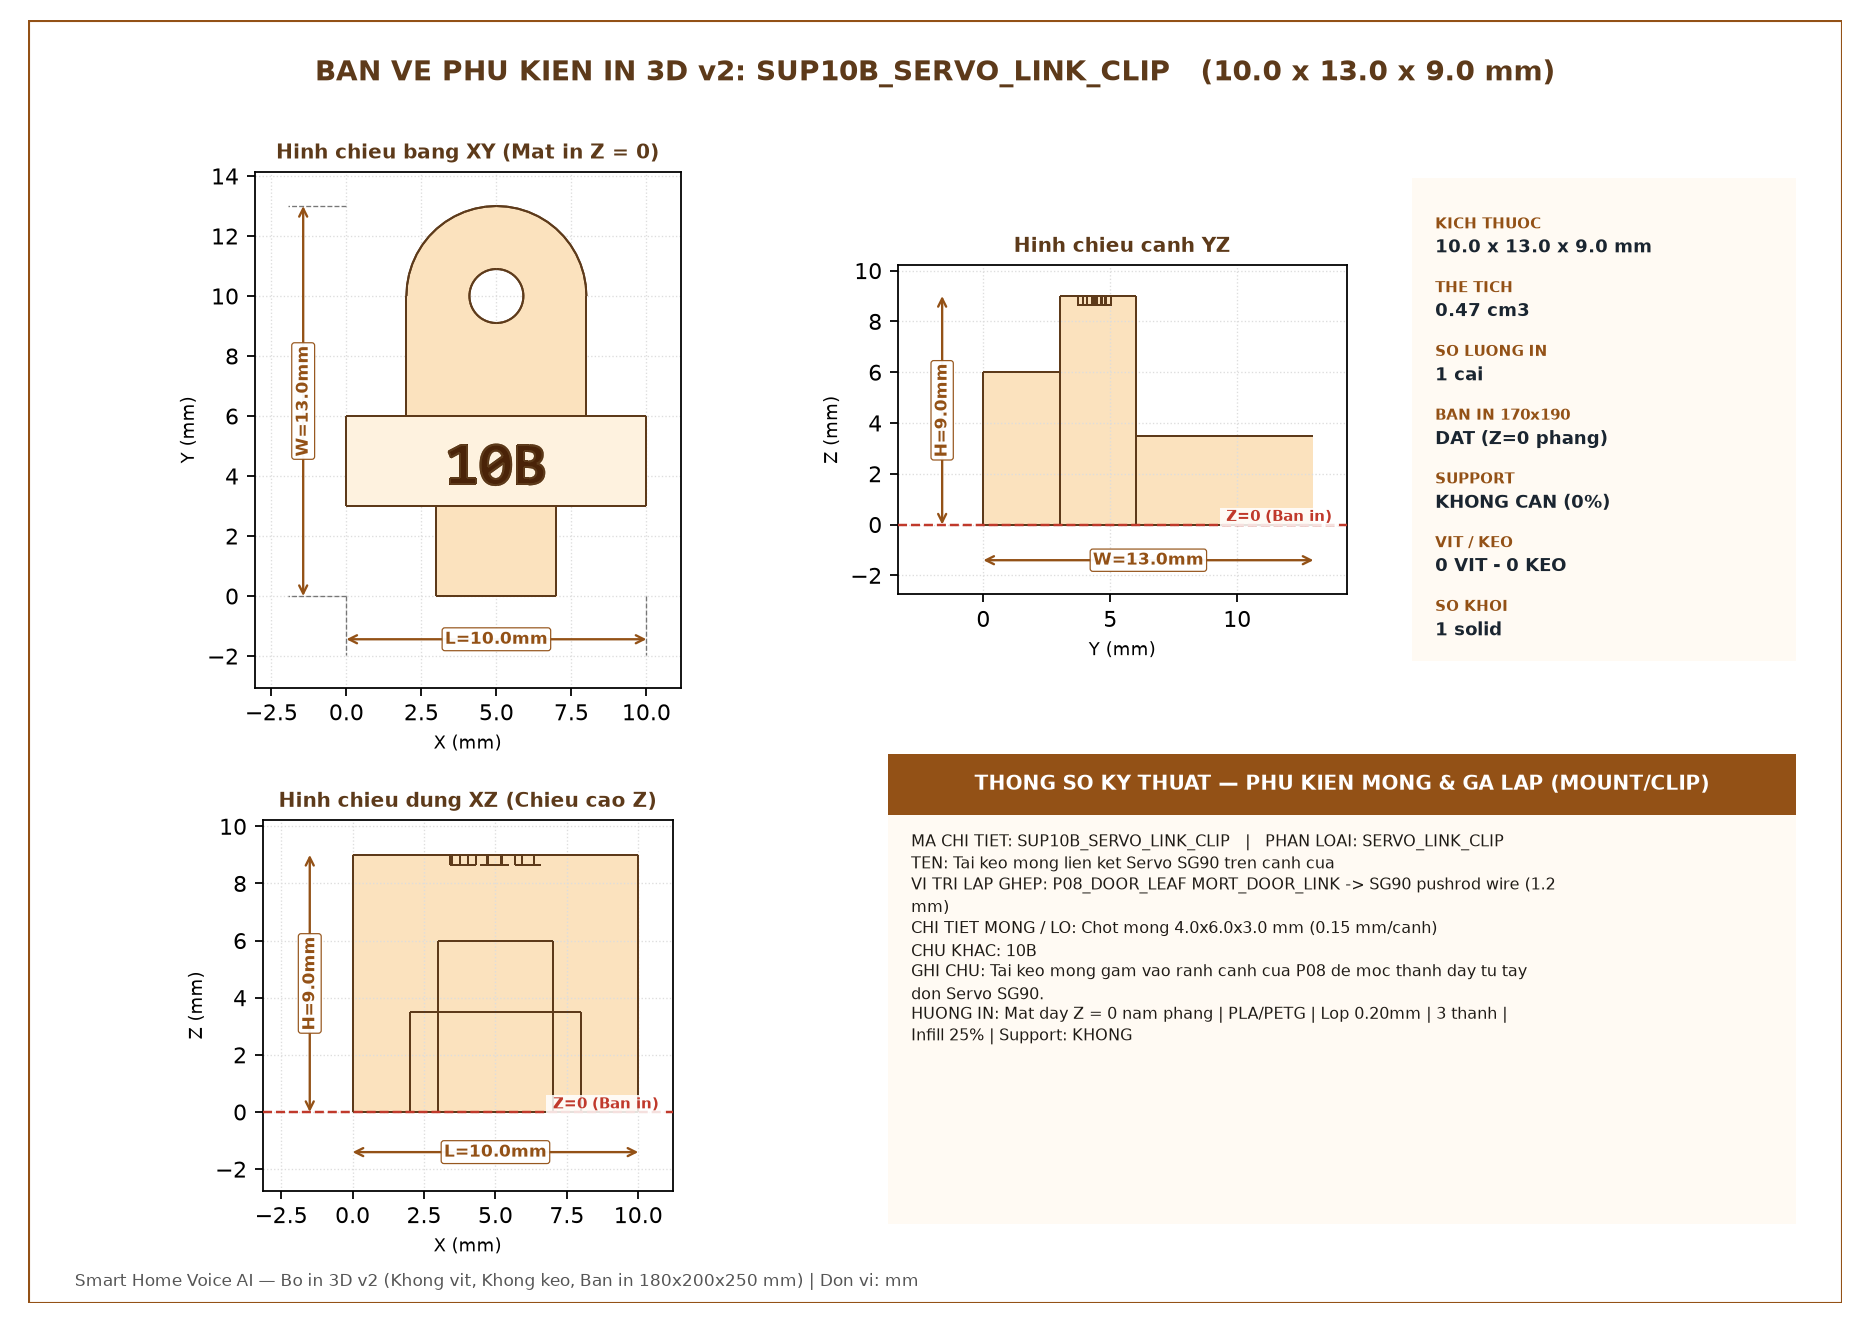 BAN VE PHU KIEN IN 3D v2: SUP10B_SERVO_LINK_CLIP (10.0 x 13.0 x 9.0 mm)
Hinh chieu bang XY (Mat in Z = 0)
14
12
10
8
6
4
2
0
−2
Y (mm)
W=13.0mm
10B
L=10.0mm
−2.5 0.0 2.5 5.0 7.5 10.0
X (mm)
Hinh chieu canh YZ
10
8
6
4
2
0
−2
Z (mm)
H=9.0mm
Z=0 (Ban in)
W=13.0mm
0 5 10
Y (mm)
KICH THUOC
10.0 x 13.0 x 9.0 mm
THE TICH
0.47 cm3
SO LUONG IN
1 cai
BAN IN 170x190
DAT (Z=0 phang)
SUPPORT
KHONG CAN (0%)
VIT / KEO
0 VIT - 0 KEO
SO KHOI
1 solid
Hinh chieu dung XZ (Chieu cao Z)
10
8
6
4
2
0
−2
Z (mm)
H=9.0mm
Z=0 (Ban in)
L=10.0mm
−2.5 0.0 2.5 5.0 7.5 10.0
X (mm)
THONG SO KY THUAT — PHU KIEN MONG & GA LAP (MOUNT/CLIP)
MA CHI TIET: SUP10B_SERVO_LINK_CLIP | PHAN LOAI: SERVO_LINK_CLIP
TEN: Tai keo mong lien ket Servo SG90 tren canh cua
VI TRI LAP GHEP: P08_DOOR_LEAF MORT_DOOR_LINK -> SG90 pushrod wire (1.2
mm)
CHI TIET MONG / LO: Chot mong 4.0x6.0x3.0 mm (0.15 mm/canh)
CHU KHAC: 10B
GHI CHU: Tai keo mong gam vao ranh canh cua P08 de moc thanh day tu tay
don Servo SG90.
HUONG IN: Mat day Z = 0 nam phang | PLA/PETG | Lop 0.20mm | 3 thanh |
Infill 25% | Support: KHONG
Smart Home Voice AI — Bo in 3D v2 (Khong vit, Khong keo, Ban in 180x200x250 mm) | Don vi: mm